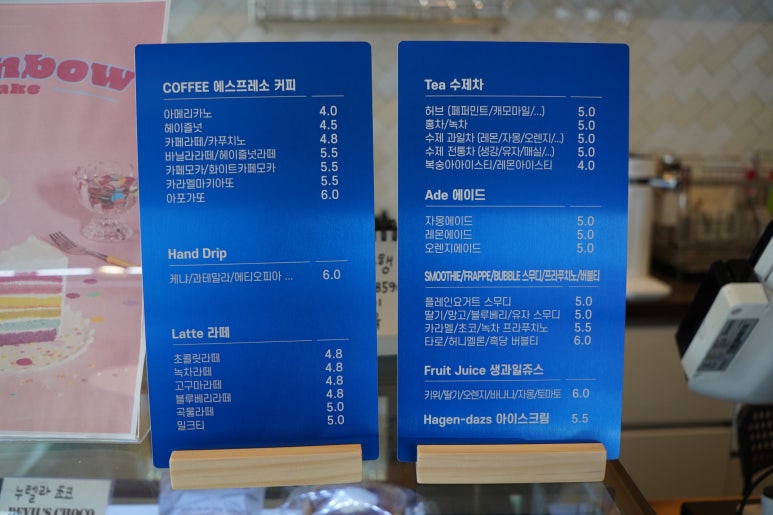 nbow
ake
COFFEE 에스프레소 커피
아메리카노 4.0
헤이즐넛 4.5
카페라떼/카푸치노 4.8
바닐라라떼/헤이즐넛라떼 5.5
카페모카/화이트카페모카 5.5
카라멜마키아또 5.5
아포가또 6.0
Hand Drip
케냐/과테말라/에티오피아 ... 6.0
Latte 라떼
초콜릿라떼 4.8
녹차라떼 4.8
고구마라떼 4.8
블루베리라떼 4.8
곡물라떼 5.0
밀크티 5.0
Tea 수제차
허브 (페퍼민트/캐모마일/...) 5.0
홍차/녹차 5.0
수제 과일차 (레몬/자몽/오렌지/...) 5.0
수제 전통차 (생강/유자/매실/...) 5.0
복숭아아이스티/레몬아이스티 4.0
Ade 에이드
자몽에이드 5.0
레몬에이드 5.0
오렌지에이드 5.0
SMOOTHIE/FRAPPE/BUBBLE 스무디/프라푸치노/버블티
플레인요거트 스무디 5.0
딸기/망고/블루베리/유자 스무디 5.0
카라멜/초코/녹차 프라푸치노 5.5
타로/허니멜론/흑당 버블티 6.0
Fruit Juice 생과일쥬스
키위/딸기/오렌지/바나나/자몽/토마토 6.0
Hagen-dazs 아이스크림 5.5
행
859
누텔라 초코
DEVIL'S CHOCO